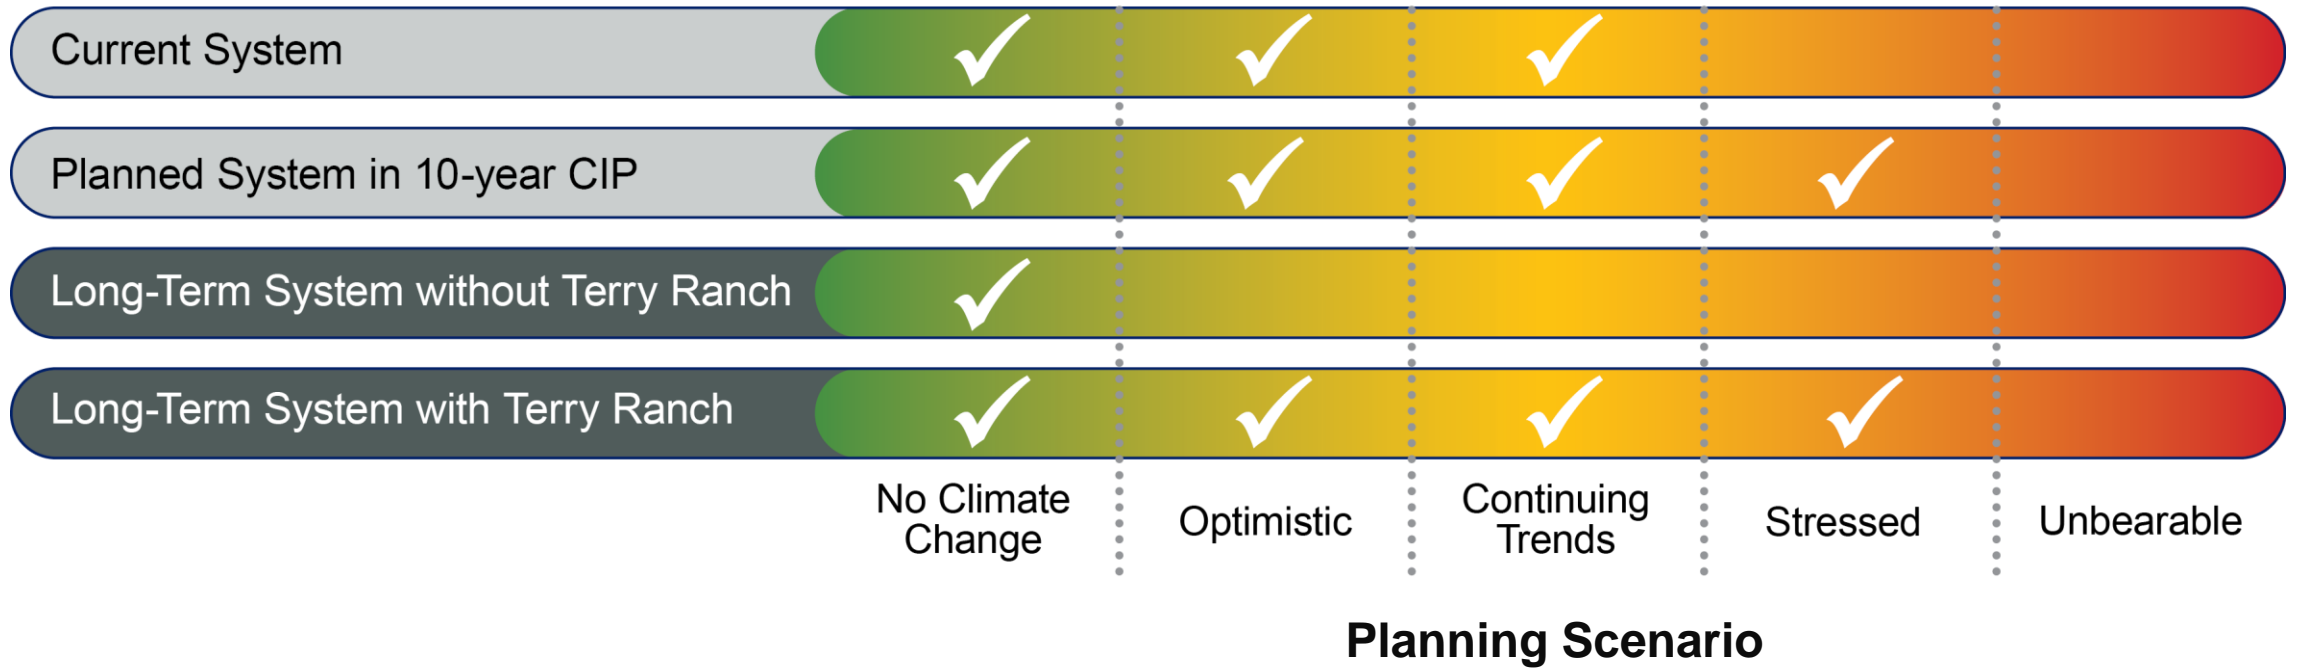 Current System
Planned System in 10-year CIP
Long-Term System without Terry Ranch
Long-Term System with Terry Ranch
No Climate
Change
Optimistic
Continuing
Trends
Stressed
Unbearable
Planning Scenario